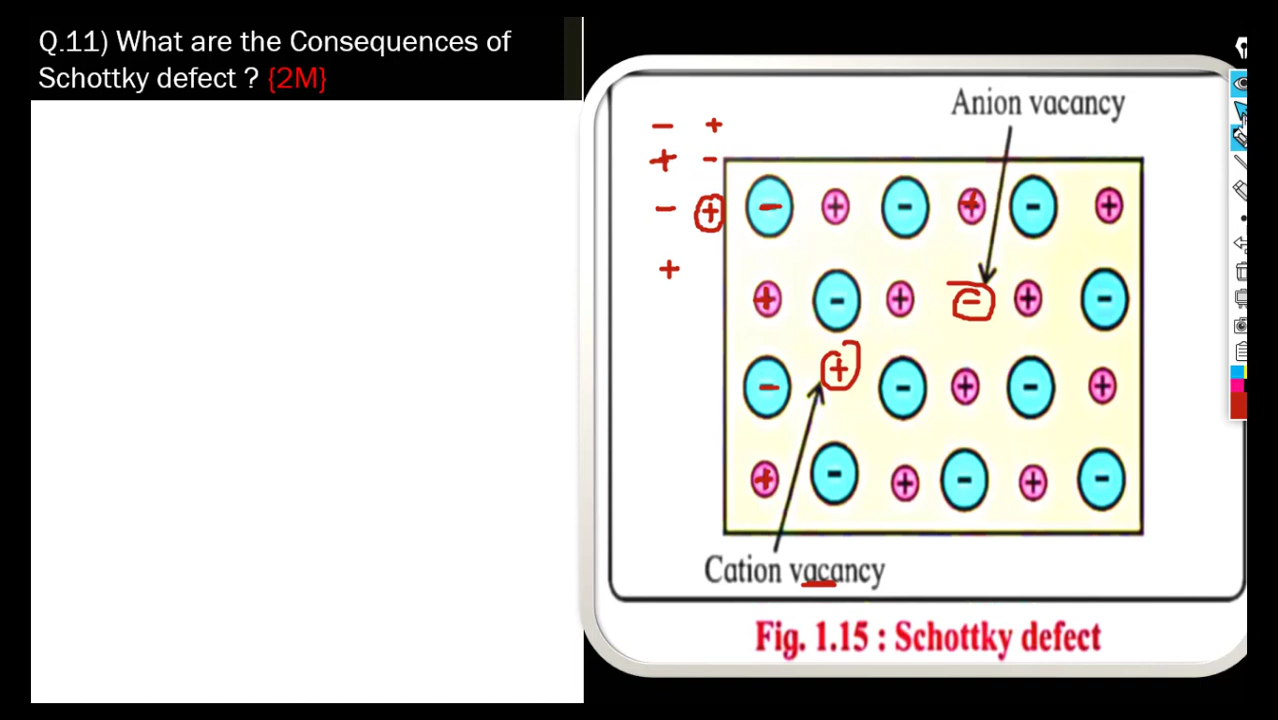 Q.11) What are the Consequences of
Schottky defect ? {2M}
Anion vacancy
- +
+ -
- +
+
- + - + - +
+ - + - + -
- + - + - +
+ - + - + -
Cation vacancy
Fig. 1.15 : Schottky defect